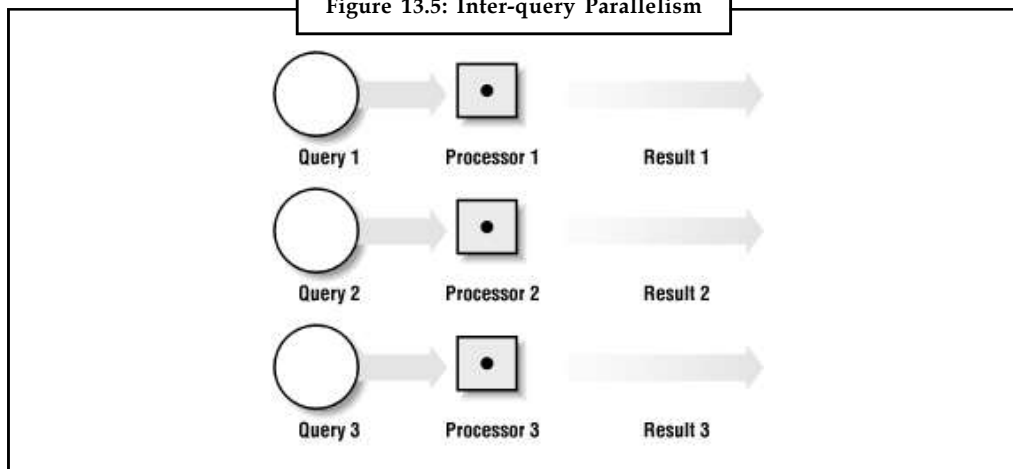 Figure 13.5: Inter-query Parallelism
Query 1 Processor 1 Result 1
Query 2 Processor 2 Result 2
Query 3 Processor 3 Result 3